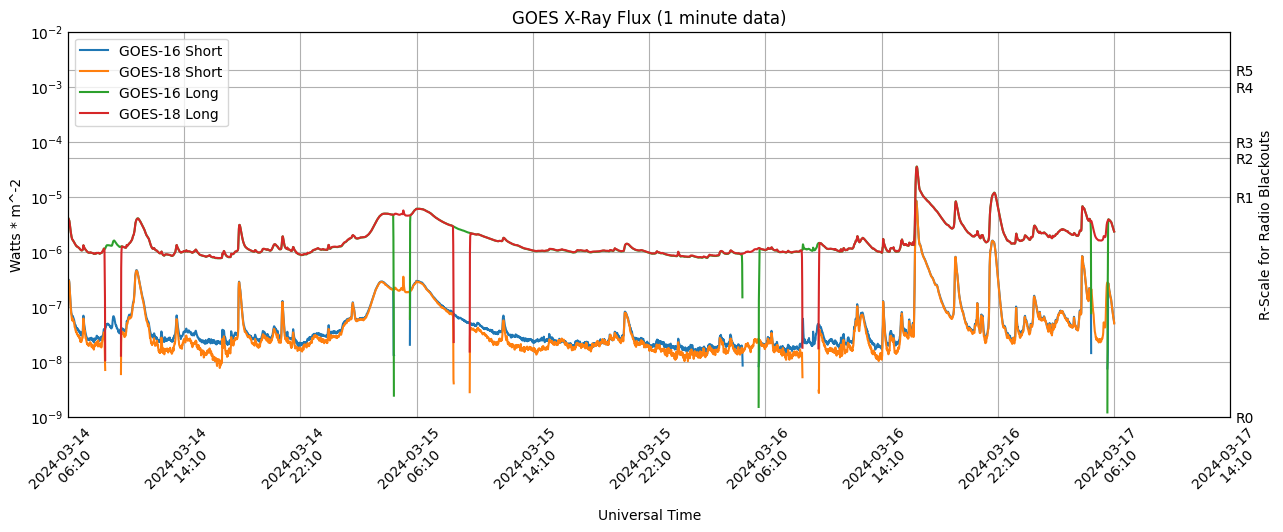 GOES X-Ray Flux (1 minute data)
GOES-16 Short
GOES-18 Short
GOES-16 Long
GOES-18 Long
Watts * m^-2
10^-2
10^-3
10^-4
10^-5
10^-6
10^-7
10^-8
10^-9
R5
R4
R3
R2
R1
R0
R-Scale for Radio Blackouts
2024-03-14
06:10
2024-03-14
14:10
2024-03-14
22:10
2024-03-15
06:10
2024-03-15
14:10
2024-03-15
22:10
2024-03-16
06:10
2024-03-16
14:10
2024-03-16
22:10
2024-03-17
06:10
2024-03-17
14:10
Universal Time